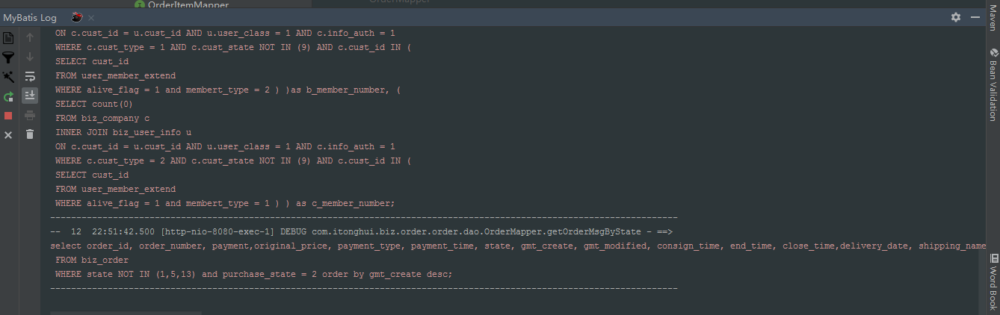 OrderItemMapper
OrderMapper
MyBatis Log
ON c.cust_id = u.cust_id AND u.user_class = 1 AND c.info_auth = 1
WHERE c.cust_type = 1 AND c.cust_state NOT IN (9) AND c.cust_id IN (
SELECT cust_id
FROM user_member_extend
WHERE alive_flag = 1 and membert_type = 2 ) )as b_member_number, (
SELECT count(0)
FROM biz_company c
INNER JOIN biz_user_info u
ON c.cust_id = u.cust_id AND u.user_class = 1 AND c.info_auth = 1
WHERE c.cust_type = 2 AND c.cust_state NOT IN (9) AND c.cust_id IN (
SELECT cust_id
FROM user_member_extend
WHERE alive_flag = 1 and membert_type = 1 ) ) as c_member_number;
------------------------------------------------------------------------------------------------------------------------
-- 12 22:51:42.500 [http-nio-8080-exec-1] DEBUG com.itonghui.biz.order.order.dao.OrderMapper.getOrderMsgByState - ==>
select order_id, order_number, payment,original_price, payment_type, payment_time, state, gmt_create, gmt_modified, consign_time, end_time, close_time,delivery_date, shipping_name
FROM biz_order
WHERE state NOT IN (1,5,13) and purchase_state = 2 order by gmt_create desc;
------------------------------------------------------------------------------------------------------------------------
Maven
Bean Validation
Word Book